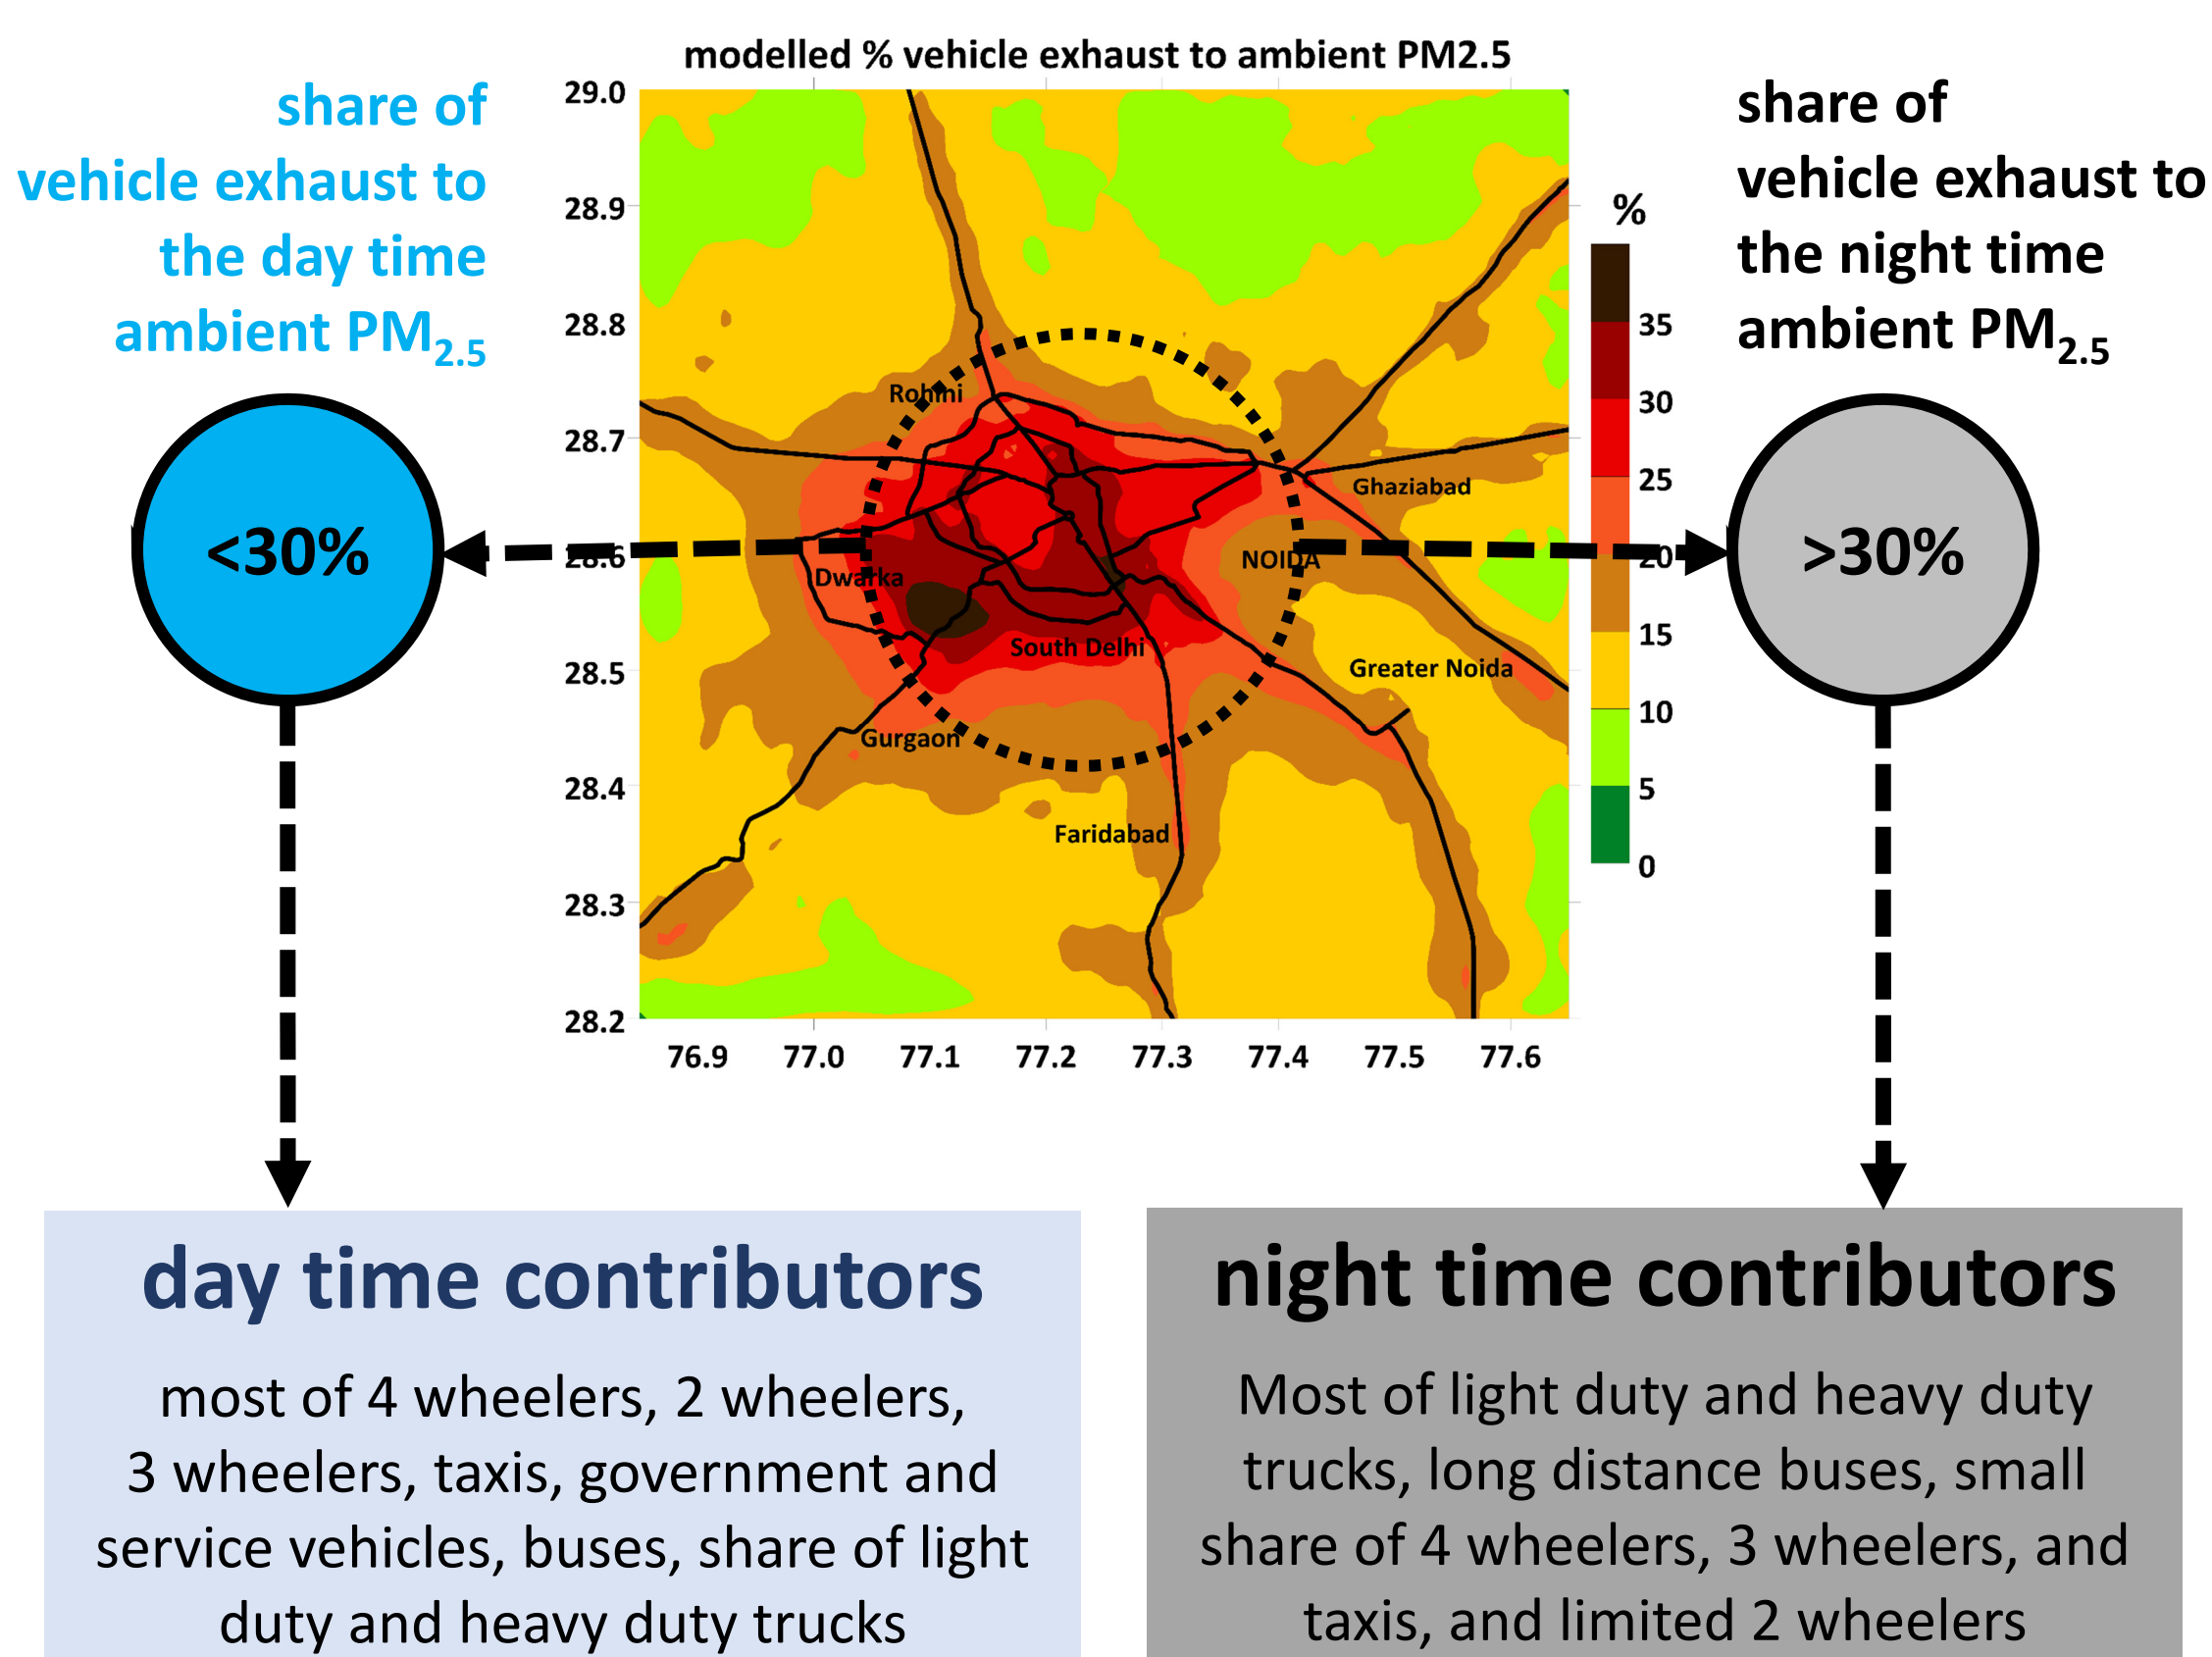 modelled % vehicle exhaust to ambient PM2.5
share of
vehicle exhaust to
the day time
ambient PM2.5
<30%
29.0
28.9
28.8
28.7
28.6
28.5
28.4
28.3
28.2
76.9 77.0 77.1 77.2 77.3 77.4 77.5 77.6
Rohini
Ghaziabad
NOIDA
Dwarka
South Delhi
Greater Noida
Gurgaon
Faridabad
%
35
30
25
20
15
10
5
0
share of
vehicle exhaust to
the night time
ambient PM2.5
>30%
day time contributors
most of 4 wheelers, 2 wheelers,
3 wheelers, taxis, government and
service vehicles, buses, share of light
duty and heavy duty trucks
night time contributors
Most of light duty and heavy duty
trucks, long distance buses, small
share of 4 wheelers, 3 wheelers, and
taxis, and limited 2 wheelers